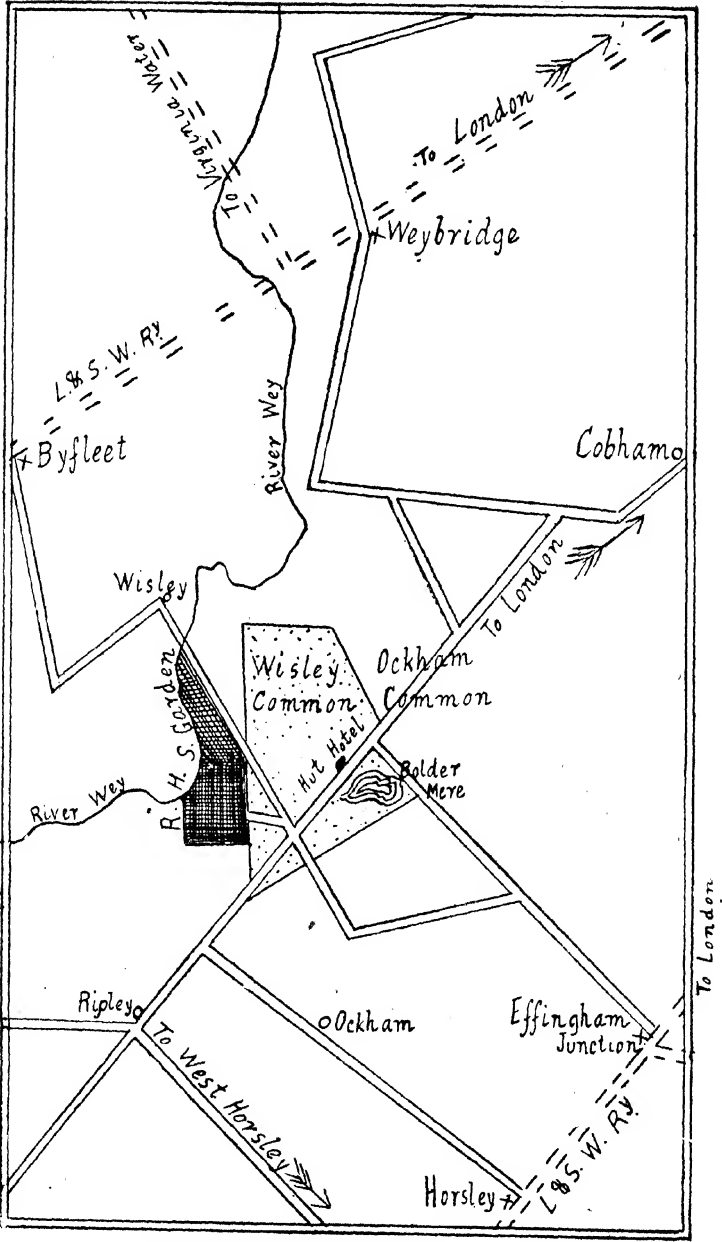 To Virginia Water
To London
Weybridge
L. & S. W. Ry
Byfleet
River Wey
Cobham
Wisley
To London
Wisley
Common
Ockham
Common
R. H. S. Garden
Hut Hotel
Bolder
Mere
River Wey
To London
Ripley
Ockham
Effingham
Junction
To West Horsley
L & S. W. Ry
Horsley